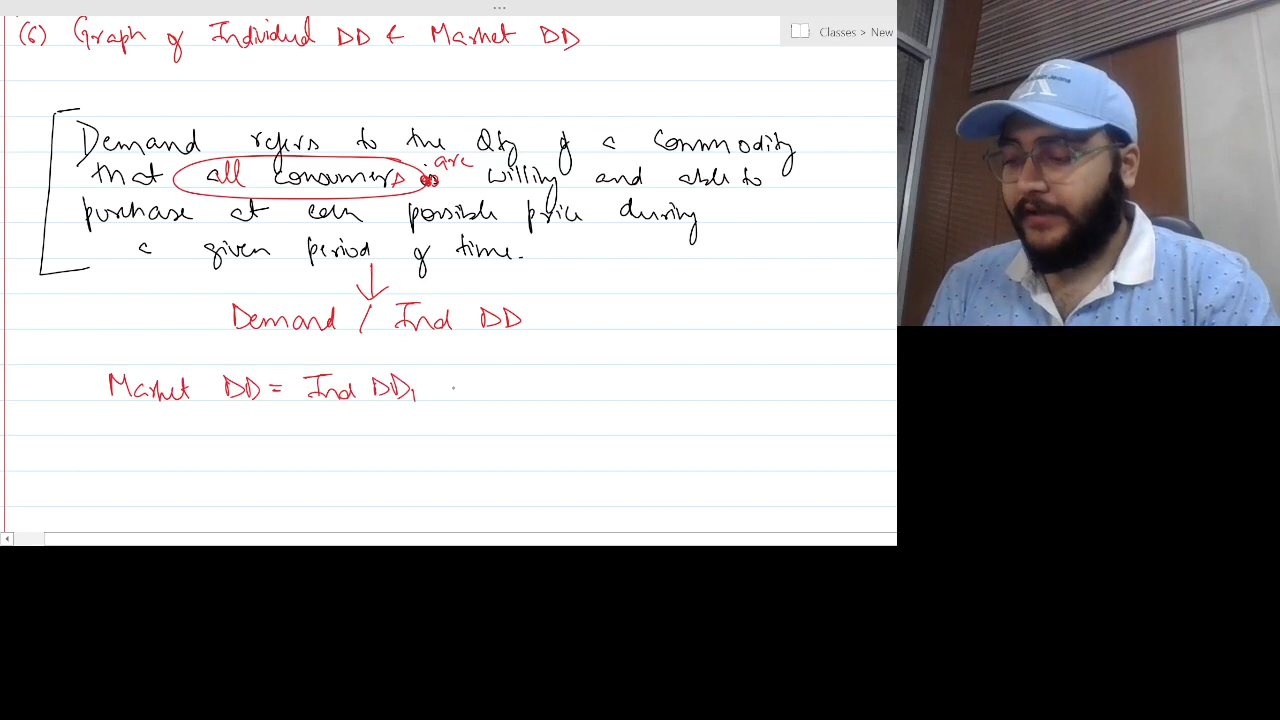 (6) Graph of Individual DD & Market DD
Classes > New
Demand refers to the Qty of a commodity
are
that all conumers willing and able to
purchase at each possible price during
a given period of time.
Demand / Ind DD
Market DD = Ind DD1